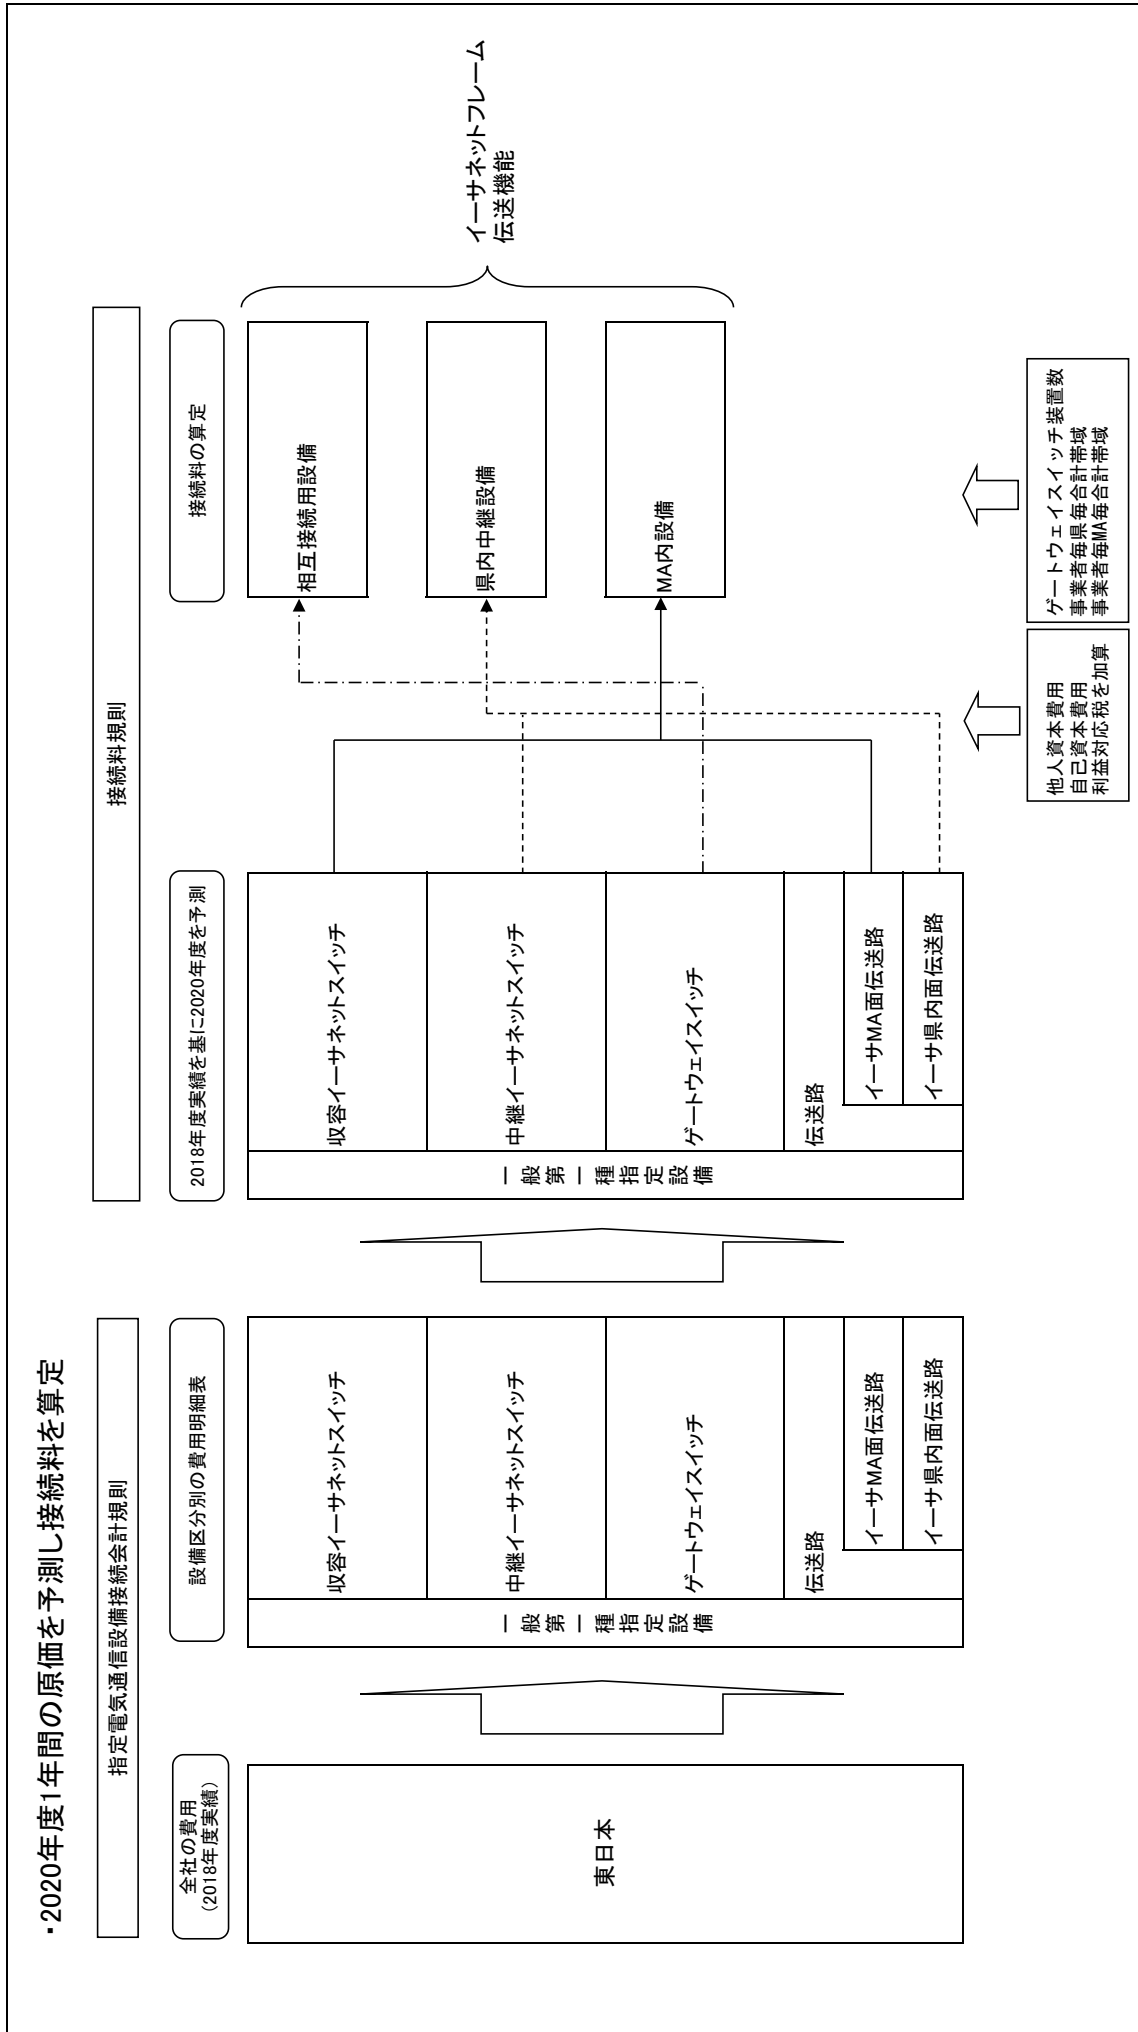 ・2020年度1年間の原価を予測し接続料を算定
指定電気通信設備接続会計規則
接続料規則
全社の費用
(2018年度実績)
設備区分別の費用明細表
2018年度実績を基に2020年度を予測
接続料の算定
東日本
一般第一種指定設備
収容イーサネットスイッチ
中継イーサネットスイッチ
ゲートウェイスイッチ
伝送路
イーサMA面伝送路
イーサ県内面伝送路
一般第一種指定設備
収容イーサネットスイッチ
中継イーサネットスイッチ
ゲートウェイスイッチ
伝送路
イーサMA面伝送路
イーサ県内面伝送路
相互接続用設備
県内中継設備
MA内設備
イーサネットフレーム
伝送機能
他人資本費用
自己資本費用
利益対応税を加算
ゲートウェイスイッチ装置数
事業者毎県毎合計帯域
事業者毎MA毎合計帯域